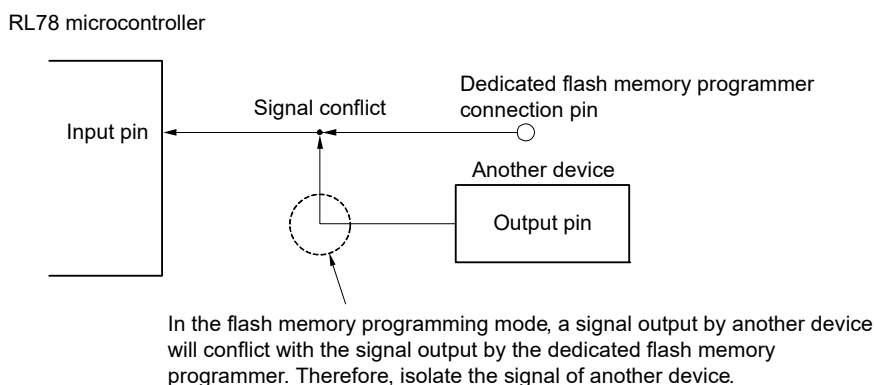 RL78 microcontroller
Dedicated flash memory programmer
connection pin
Signal conflict
Input pin
Another device
Output pin
In the flash memory programming mode, a signal output by another device
will conflict with the signal output by the dedicated flash memory
programmer. Therefore, isolate the signal of another device.